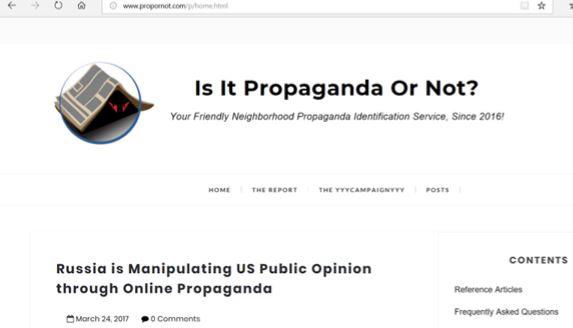 www.propornot.com/p/home.html
Is It Propaganda Or Not?
Your Friendly Neighborhood Propaganda Identification Service, Since 2016!
HOME THE REPORT THE YYYCAMPAIGNYYY POSTS
Russia is Manipulating US Public Opinion
through Online Propaganda
March 24, 2017 0 Comments
CONTENTS
Reference Articles
Frequently Asked Questions